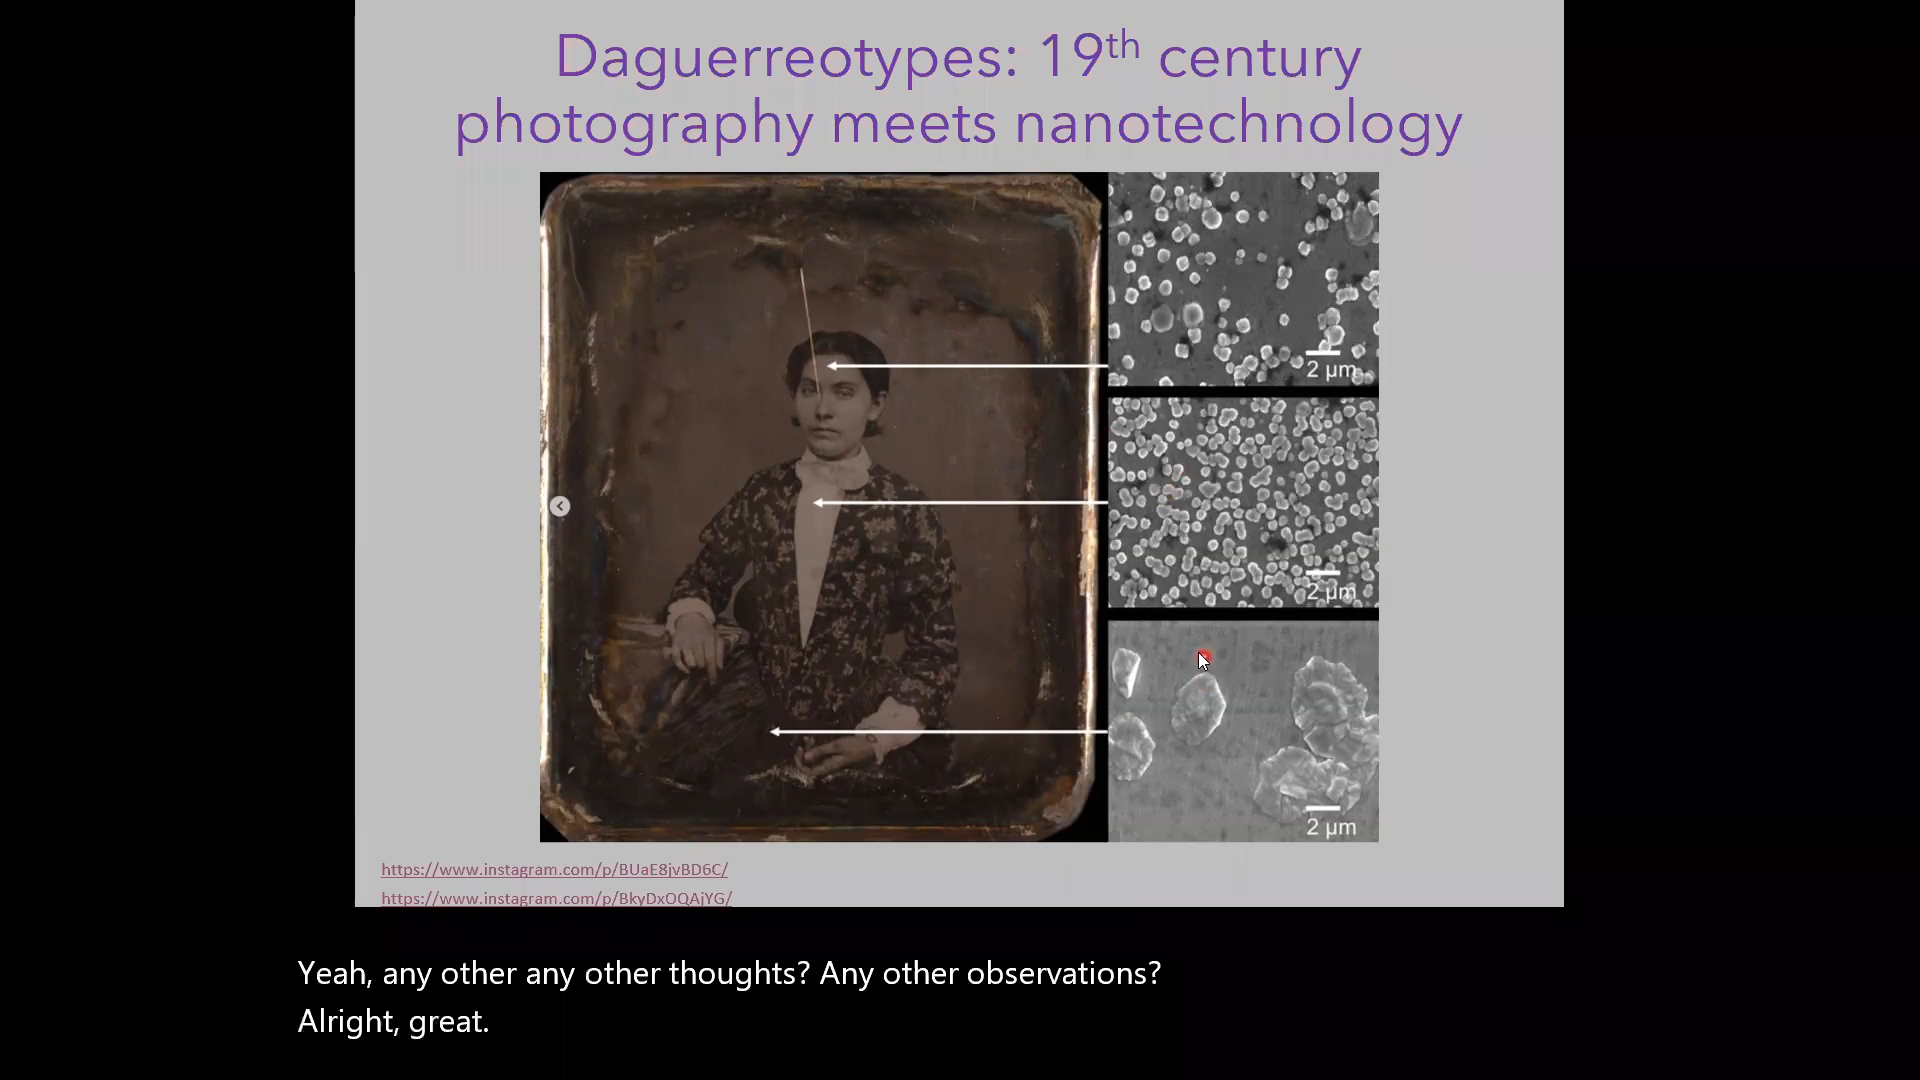 Daguerreotypes: 19th century
photography meets nanotechnology
2 μm
2 μm
2 μm
https://www.instagram.com/p/BUaE8jvBD6C/
https://www.instagram.com/p/BkyDxOQAjYG/
Yeah, any other any other thoughts? Any other observations?
Alright, great.